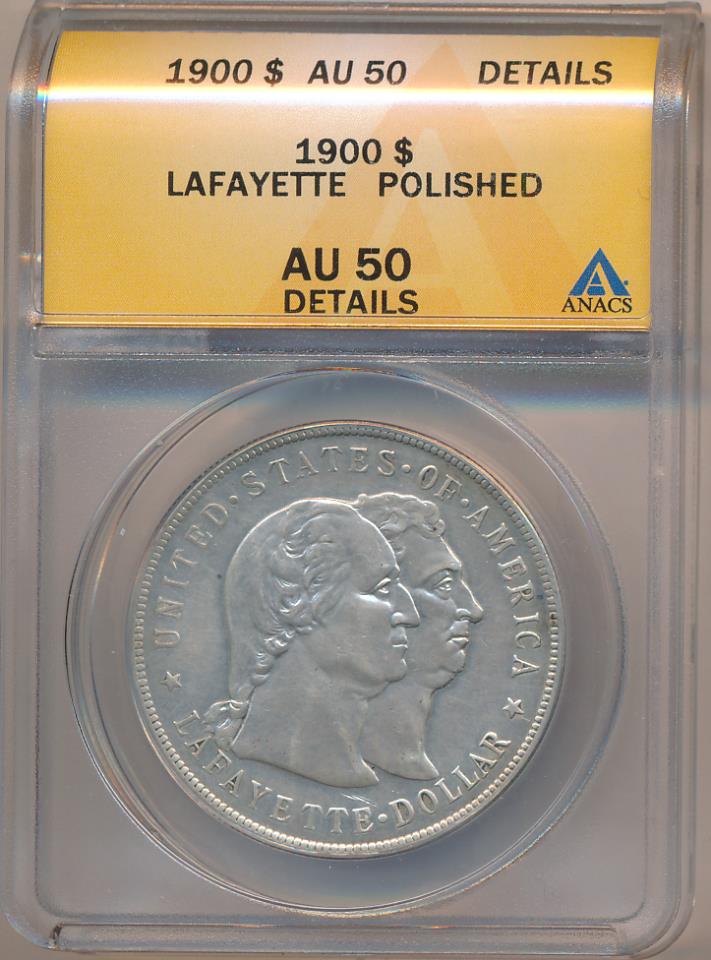 1900 $ AU 50 DETAILS
1900 $
LAFAYETTE POLISHED
AU 50
DETAILS
ANACS
UNITED·STATES·OF·AMERICA
★ LAFAYETTE·DOLLAR ★